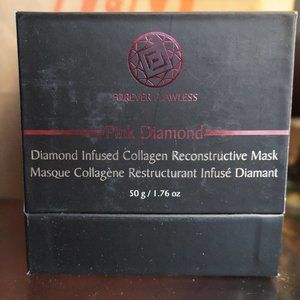 FOREVER FLAWLESS
Pink Diamond
Diamond Infused Collagen Reconstructive Mask
Masque Collagène Restructurant Infusé Diamant
50 g / 1.76 oz